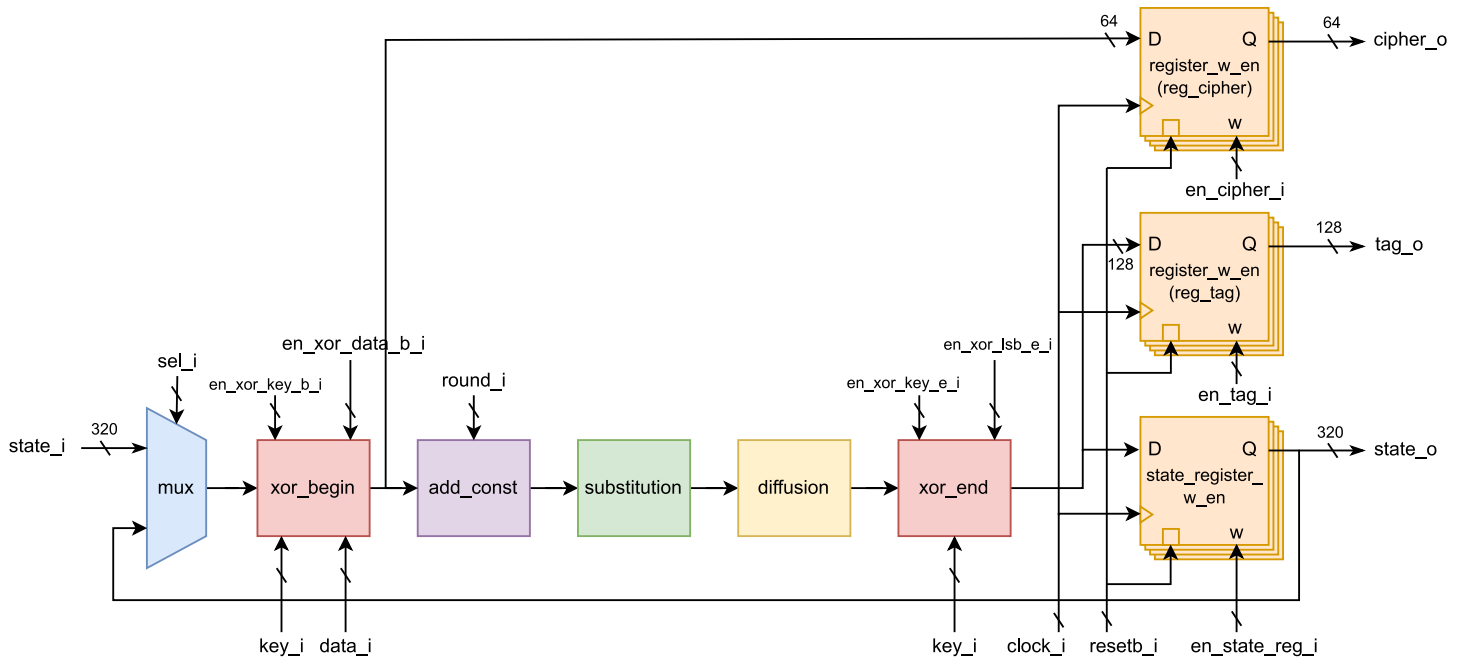 64
D
Q
64
cipher_o
register_w_en
(reg_cipher)
w
en_cipher_i
D
Q
128
tag_o
128
register_w_en
(reg_tag)
w
en_tag_i
en_xor_data_b_i
en_xor_lsb_e_i
sel_i
en_xor_key_b_i
round_i
en_xor_key_e_i
state_i
320
D
Q
320
state_o
mux
xor_begin
add_const
substitution
diffusion
xor_end
state_register_
w_en
w
key_i
data_i
key_i
clock_i
resetb_i
en_state_reg_i